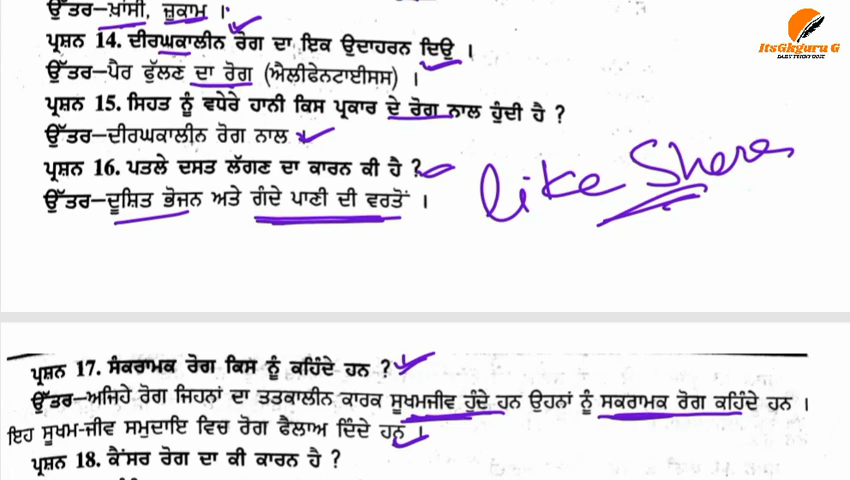 ਉੱਤਰ-ਖ਼ਾਂਸੀ, ਜ਼ੁਕਾਮ ।
ItsGkguru G
ਪ੍ਰਸ਼ਨ 14. ਦੀਰਘਕਾਲੀਨ ਰੋਗ ਦਾ ਇਕ ਉਦਾਹਰਨ ਦਿਉ ।
ਉੱਤਰ-ਪੈਰ ਫੁੱਲਣ ਦਾ ਰੋਗ (ਐਲੀਫੇਨਟਾਇਸਸ) ।
ਪ੍ਰਸ਼ਨ 15. ਸਿਹਤ ਨੂੰ ਵਧੇਰੇ ਹਾਨੀ ਕਿਸ ਪ੍ਰਕਾਰ ਦੇ ਰੋਗ ਨਾਲ ਹੁੰਦੀ ਹੈ ?
ਉੱਤਰ-ਦੀਰਘਕਾਲੀਨ ਰੋਗ ਨਾਲ ।
ਪ੍ਰਸ਼ਨ 16. ਪਤਲੇ ਦਸਤ ਲੱਗਣ ਦਾ ਕਾਰਨ ਕੀ ਹੈ ?
ਉੱਤਰ-ਦੂਸ਼ਿਤ ਭੋਜਨ ਅਤੇ ਗੰਦੇ ਪਾਣੀ ਦੀ ਵਰਤੋਂ ।
like
ਪ੍ਰਸ਼ਨ 17. ਸੰਕਰਾਮਕ ਰੋਗ ਕਿਸ ਨੂੰ ਕਹਿੰਦੇ ਹਨ ?
ਉੱਤਰ-ਅਜਿਹੇ ਰੋਗ ਜਿਹਨਾਂ ਦਾ ਤਤਕਾਲੀਨ ਕਾਰਕ ਸੂਖਮਜੀਵ ਹੁੰਦੇ ਹਨ ਉਹਨਾਂ ਨੂੰ ਸਕਰਾਮਕ ਰੋਗ ਕਹਿੰਦੇ ਹਨ ।
ਇਹ ਸੂਖਮ-ਜੀਵ ਸਮੁਦਾਇ ਵਿਚ ਰੋਗ ਫੈਲਾਅ ਦਿੰਦੇ ਹਨ ।
ਪ੍ਰਸ਼ਨ 18. ਕੈਂਸਰ ਰੋਗ ਦਾ ਕੀ ਕਾਰਨ ਹੈ ?